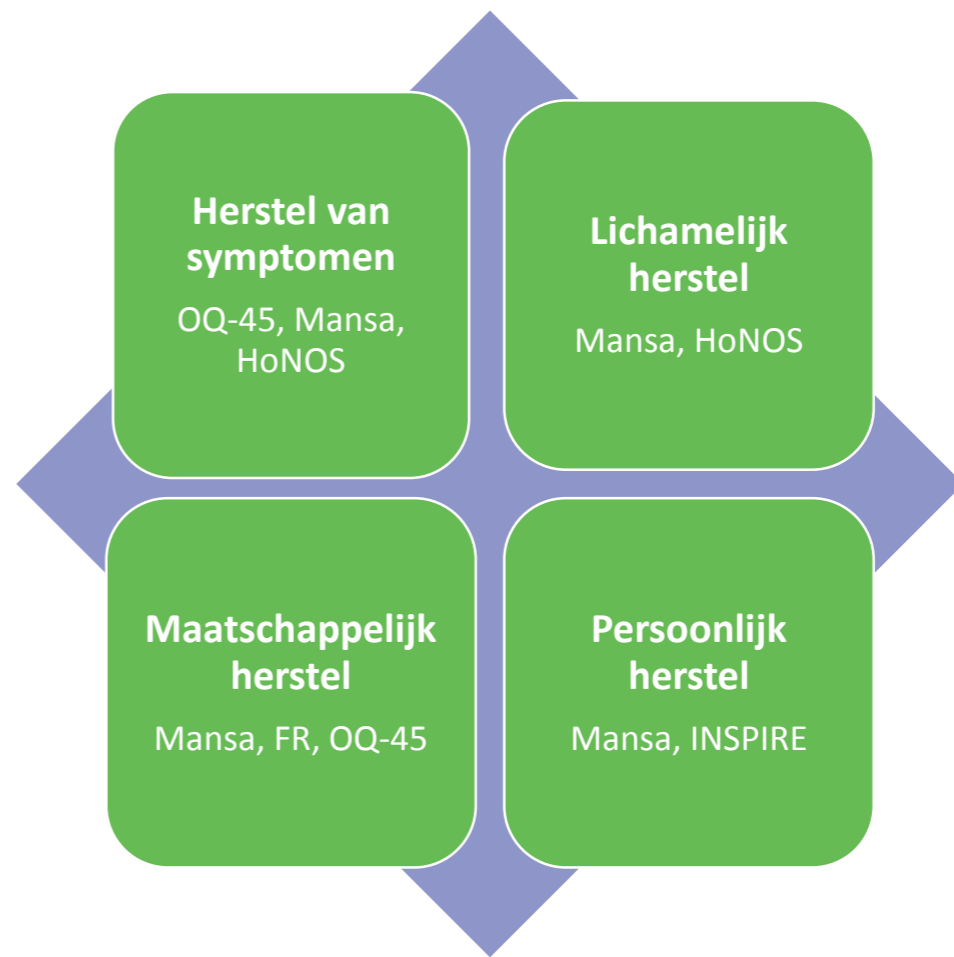 Herstel van
symptomen
OQ-45, Mansa,
HoNOS
Lichamelijk
herstel
Mansa, HoNOS
Maatschappelijk
herstel
Mansa, FR, OQ-45
Persoonlijk
herstel
Mansa, INSPIRE